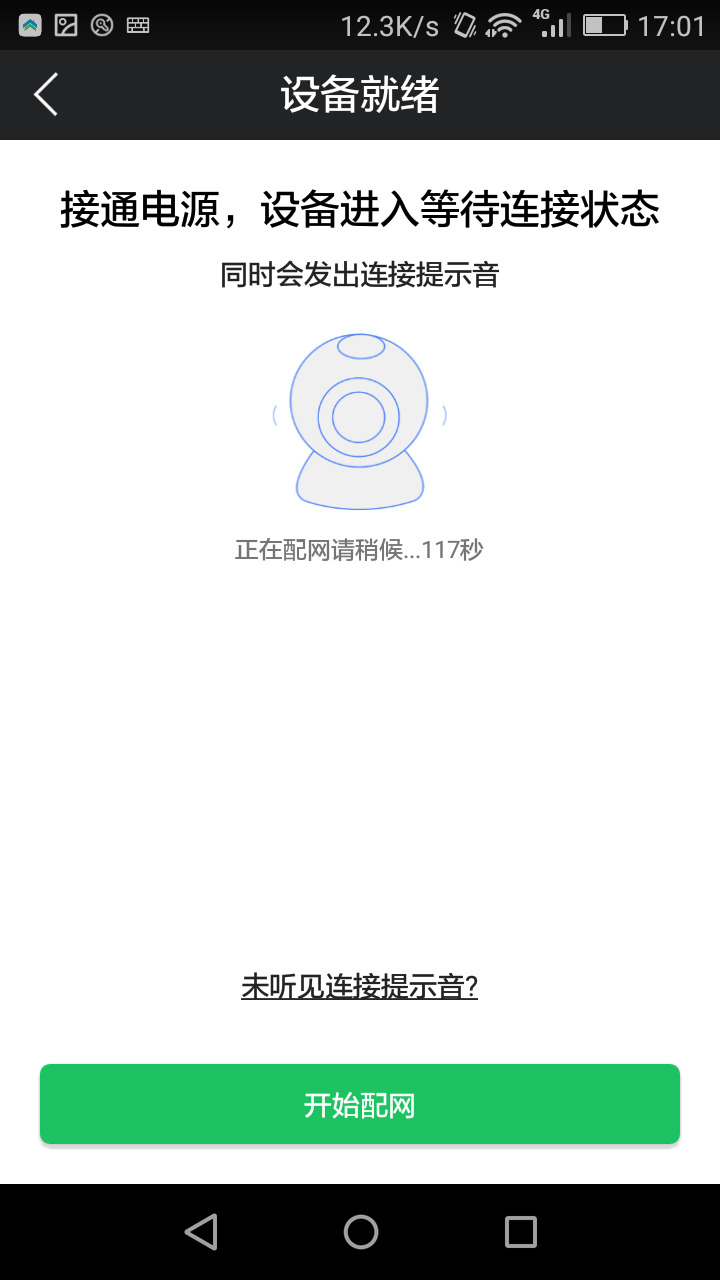 12.3K/s 4G 17:01
设备就绪
接通电源，设备进入等待连接状态
同时会发出连接提示音
正在配网请稍候...117秒
未听见连接提示音?
开始配网